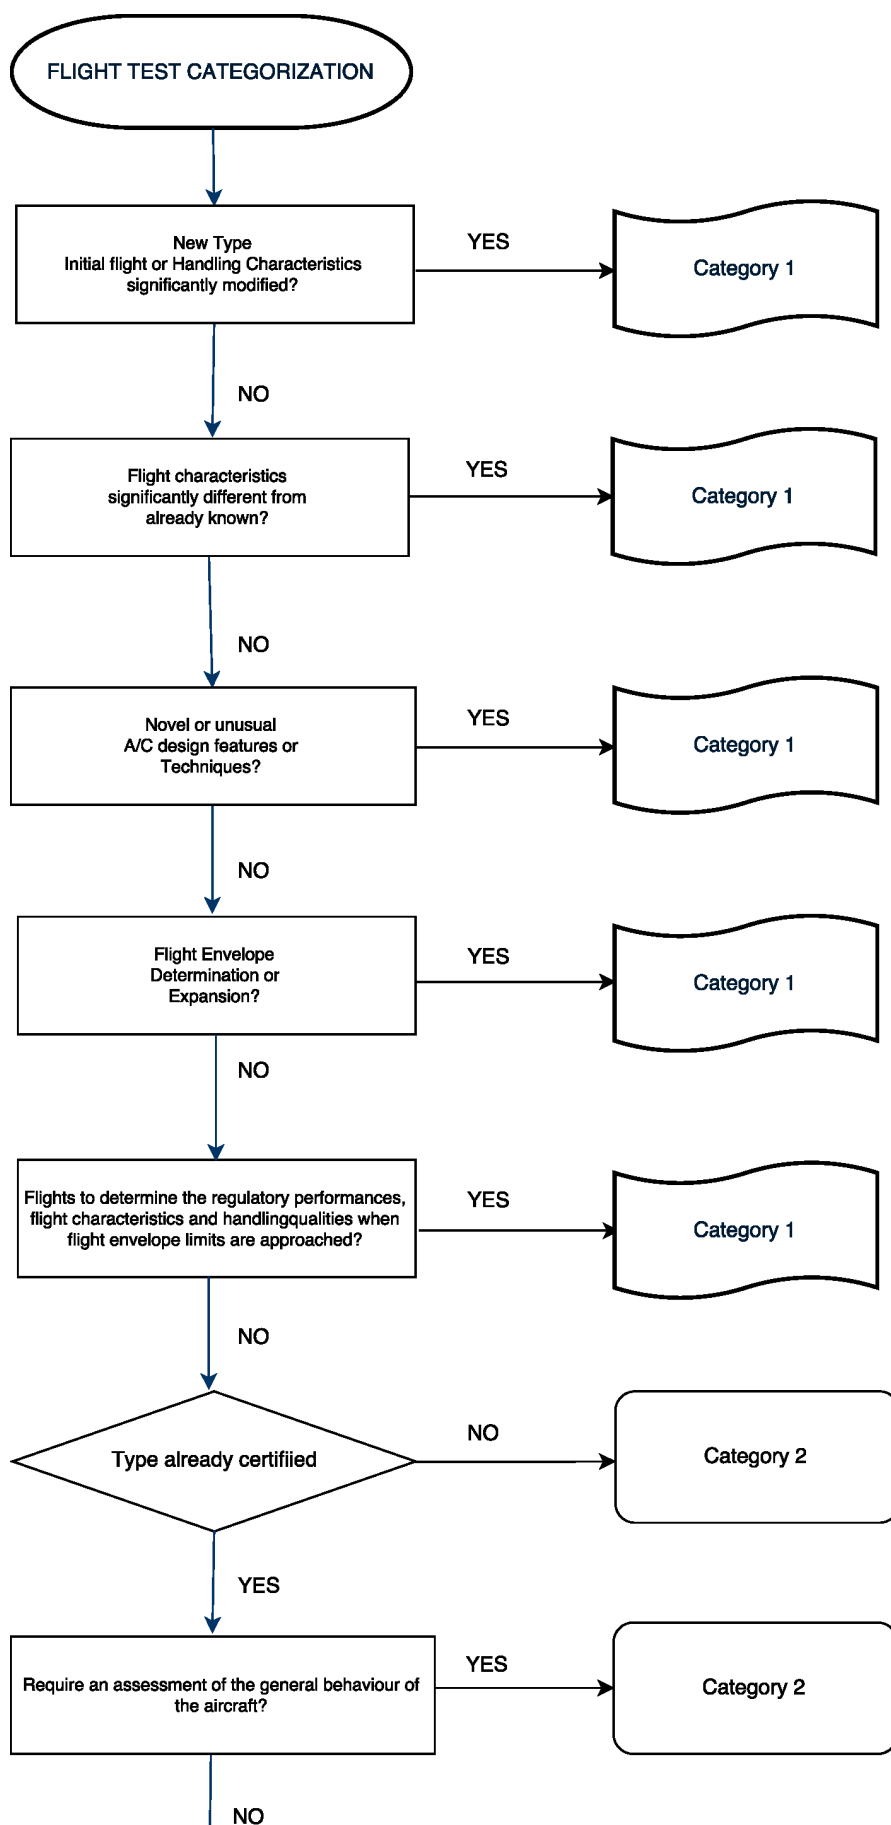 FLIGHT TEST CATEGORIZATION
New Type
Initial flight or Handling Characteristics
significantly modified?
YES
Category 1
NO
Flight characteristics
significantly different from
already known?
YES
Category 1
NO
Novel or unusual
A/C design features or
Techniques?
YES
Category 1
NO
Flight Envelope
Determination or
Expansion?
YES
Category 1
NO
Flights to determine the regulatory performances,
flight characteristics and handlingqualities when
flight envelope limits are approached?
YES
Category 1
NO
Type already certifiied
NO
Category 2
YES
Require an assessment of the general behaviour of
the aircraft?
YES
Category 2
NO